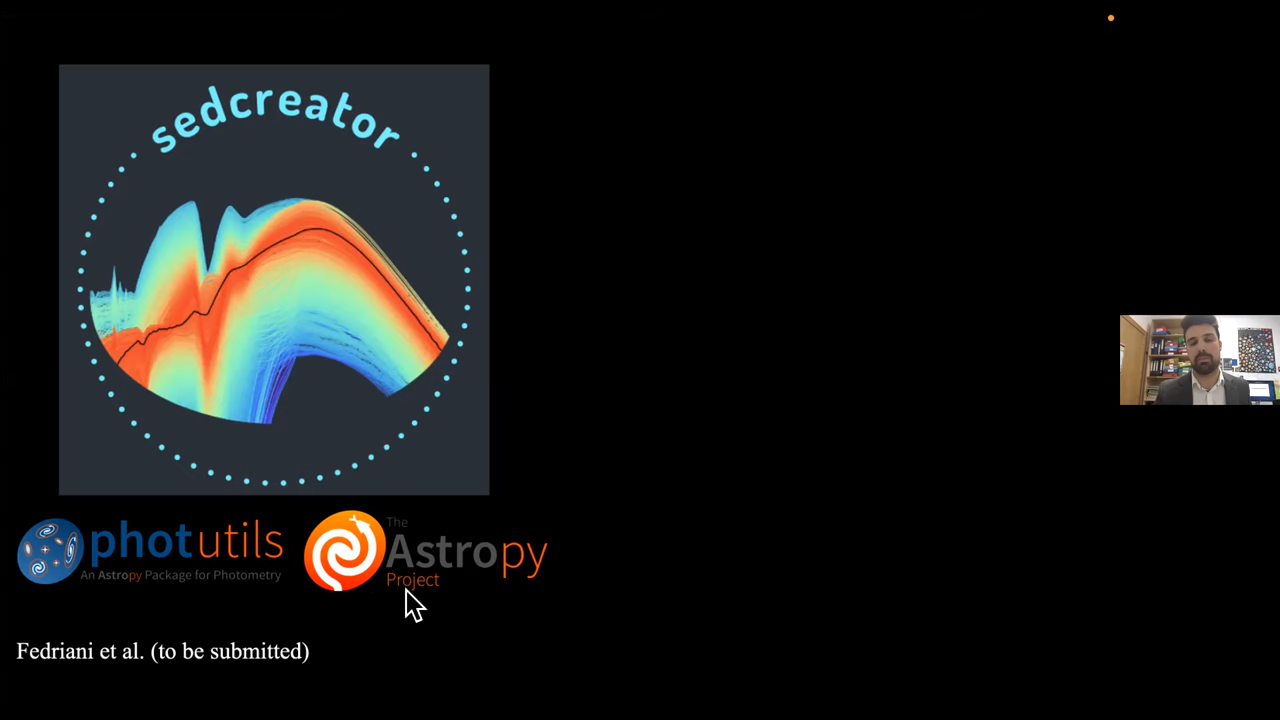 sedcreator
photutils
An Astropy Package for Photometry
The
Astropy
Project
Fedriani et al. (to be submitted)